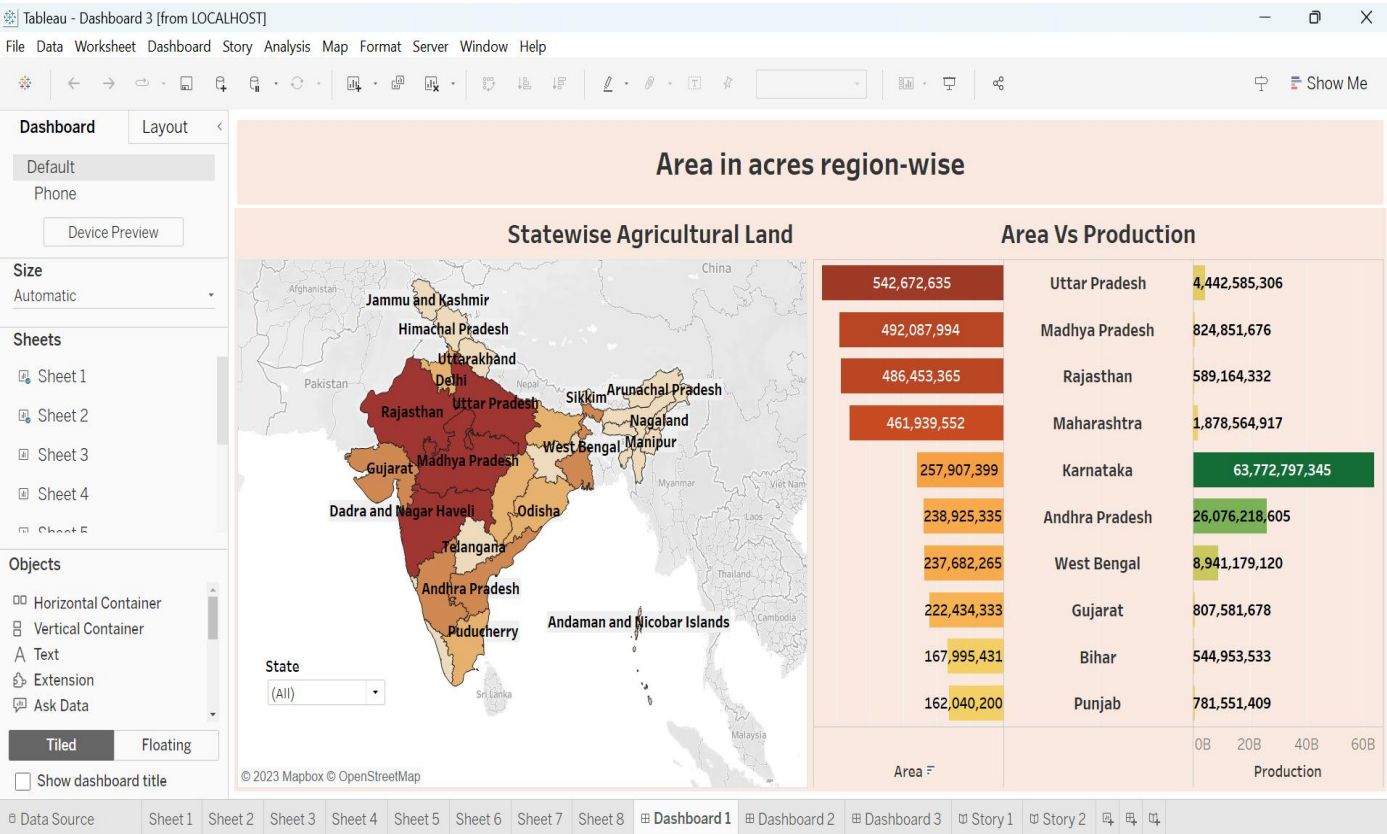 Tableau - Dashboard 3 [from LOCALHOST]
File Data Worksheet Dashboard Story Analysis Map Format Server Window Help
Show Me
Dashboard Layout
Default
Phone
Device Preview
Size
Automatic
Sheets
Sheet 1
Sheet 2
Sheet 3
Sheet 4
Sheet 5
Objects
Horizontal Container
Vertical Container
Text
Extension
Ask Data
Tiled Floating
Show dashboard title
Area in acres region-wise
Statewise Agricultural Land
China
Afghanistan
Jammu and Kashmir
Himachal Pradesh
Uttarakhand
Pakistan
Delhi
Nepal
Arunachal Pradesh
Sikkim
Rajasthan
Uttar Pradesh
Nagaland
Manipur
West Bengal
Gujarat
Madhya Pradesh
Myanmar
Viet Nam
Dadra and Nagar Haveli
Odisha
Laos
Telangana
Thailand
Andhra Pradesh
Andaman and Nicobar Islands
Cambodia
Puducherry
State
(All)
Sri Lanka
Malaysia
© 2023 Mapbox © OpenStreetMap
Area Vs Production
542,672,635 Uttar Pradesh 4,442,585,306
492,087,994 Madhya Pradesh 824,851,676
486,453,365 Rajasthan 589,164,332
461,939,552 Maharashtra 1,878,564,917
257,907,399 Karnataka 63,772,797,345
238,925,335 Andhra Pradesh 26,076,218,605
237,682,265 West Bengal 8,941,179,120
222,434,333 Gujarat 807,581,678
167,995,431 Bihar 544,953,533
162,040,200 Punjab 781,551,409
0B 20B 40B 60B
Area Production
Data Source Sheet 1 Sheet 2 Sheet 3 Sheet 4 Sheet 5 Sheet 6 Sheet 7 Sheet 8 Dashboard 1 Dashboard 2 Dashboard 3 Story 1 Story 2